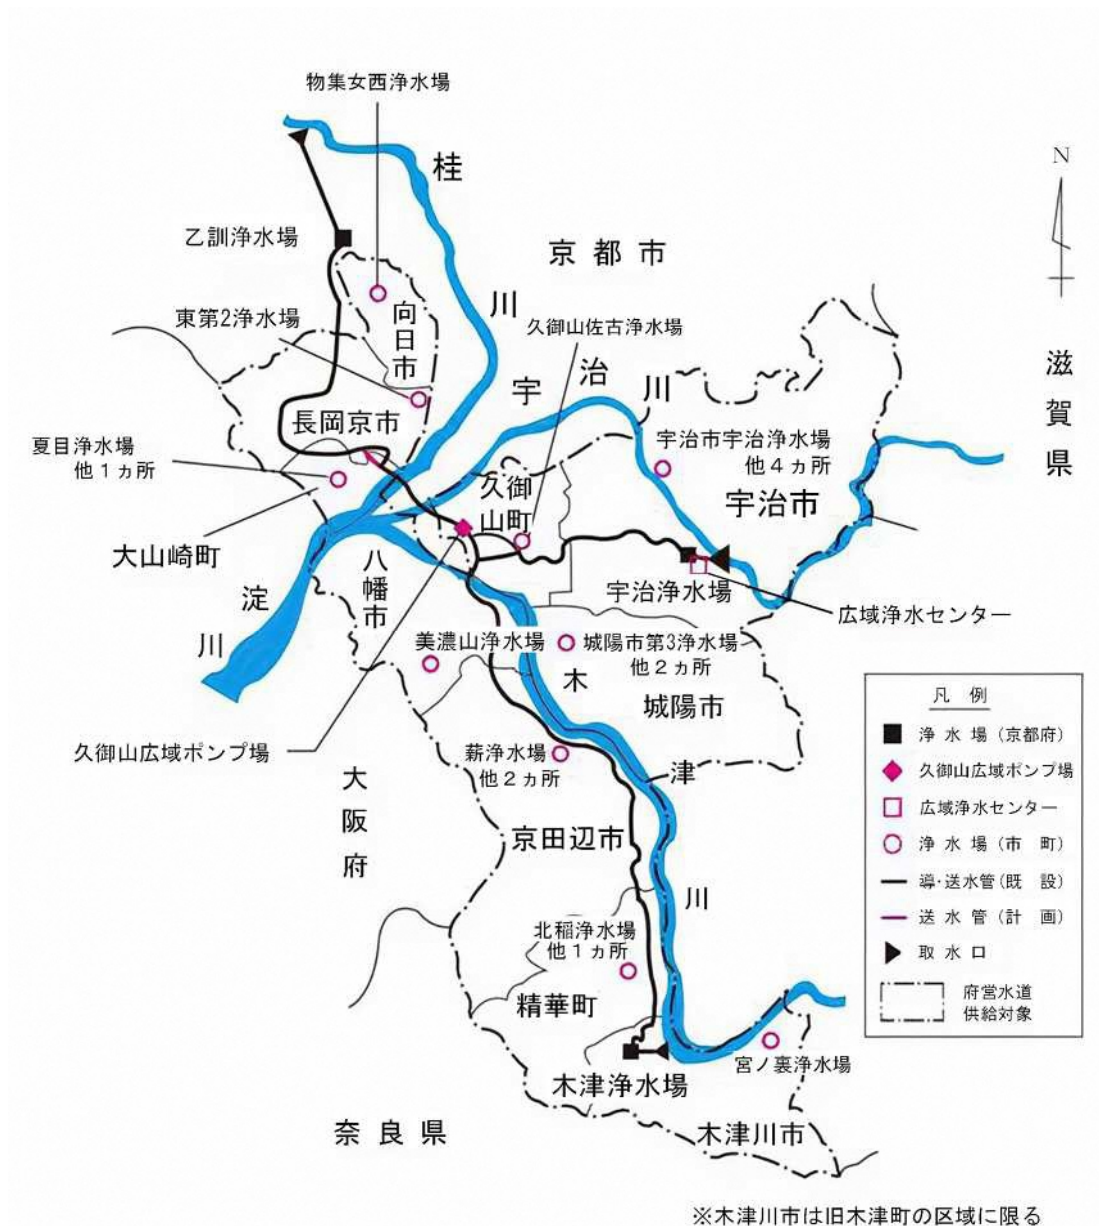 物集女西浄水場
桂
N
乙訓浄水場
京都市
川
向日市
東第2浄水場
久御山佐古浄水場
滋賀県
宇治
川
長岡京市
宇治市宇治浄水場
他4ヵ所
夏目浄水場
他1ヵ所
久御
山町
宇治市
大山崎町
八幡市
淀
川
宇治浄水場
広域浄水センター
美濃山浄水場
城陽市第3浄水場
他2ヵ所
木
城陽市
久御山広域ポンプ場
薪浄水場
他2ヵ所
津
大阪府
京田辺市
川
北稲浄水場
他1ヵ所
精華町
宮ノ裏浄水場
木津浄水場
奈良県
木津川市
凡例
浄水場(京都府)
久御山広域ポンプ場
広域浄水センター
浄水場(市 町)
導・送水管(既 設)
送水管(計 画)
取水口
府営水道
供給対象
※木津川市は旧木津町の区域に限る